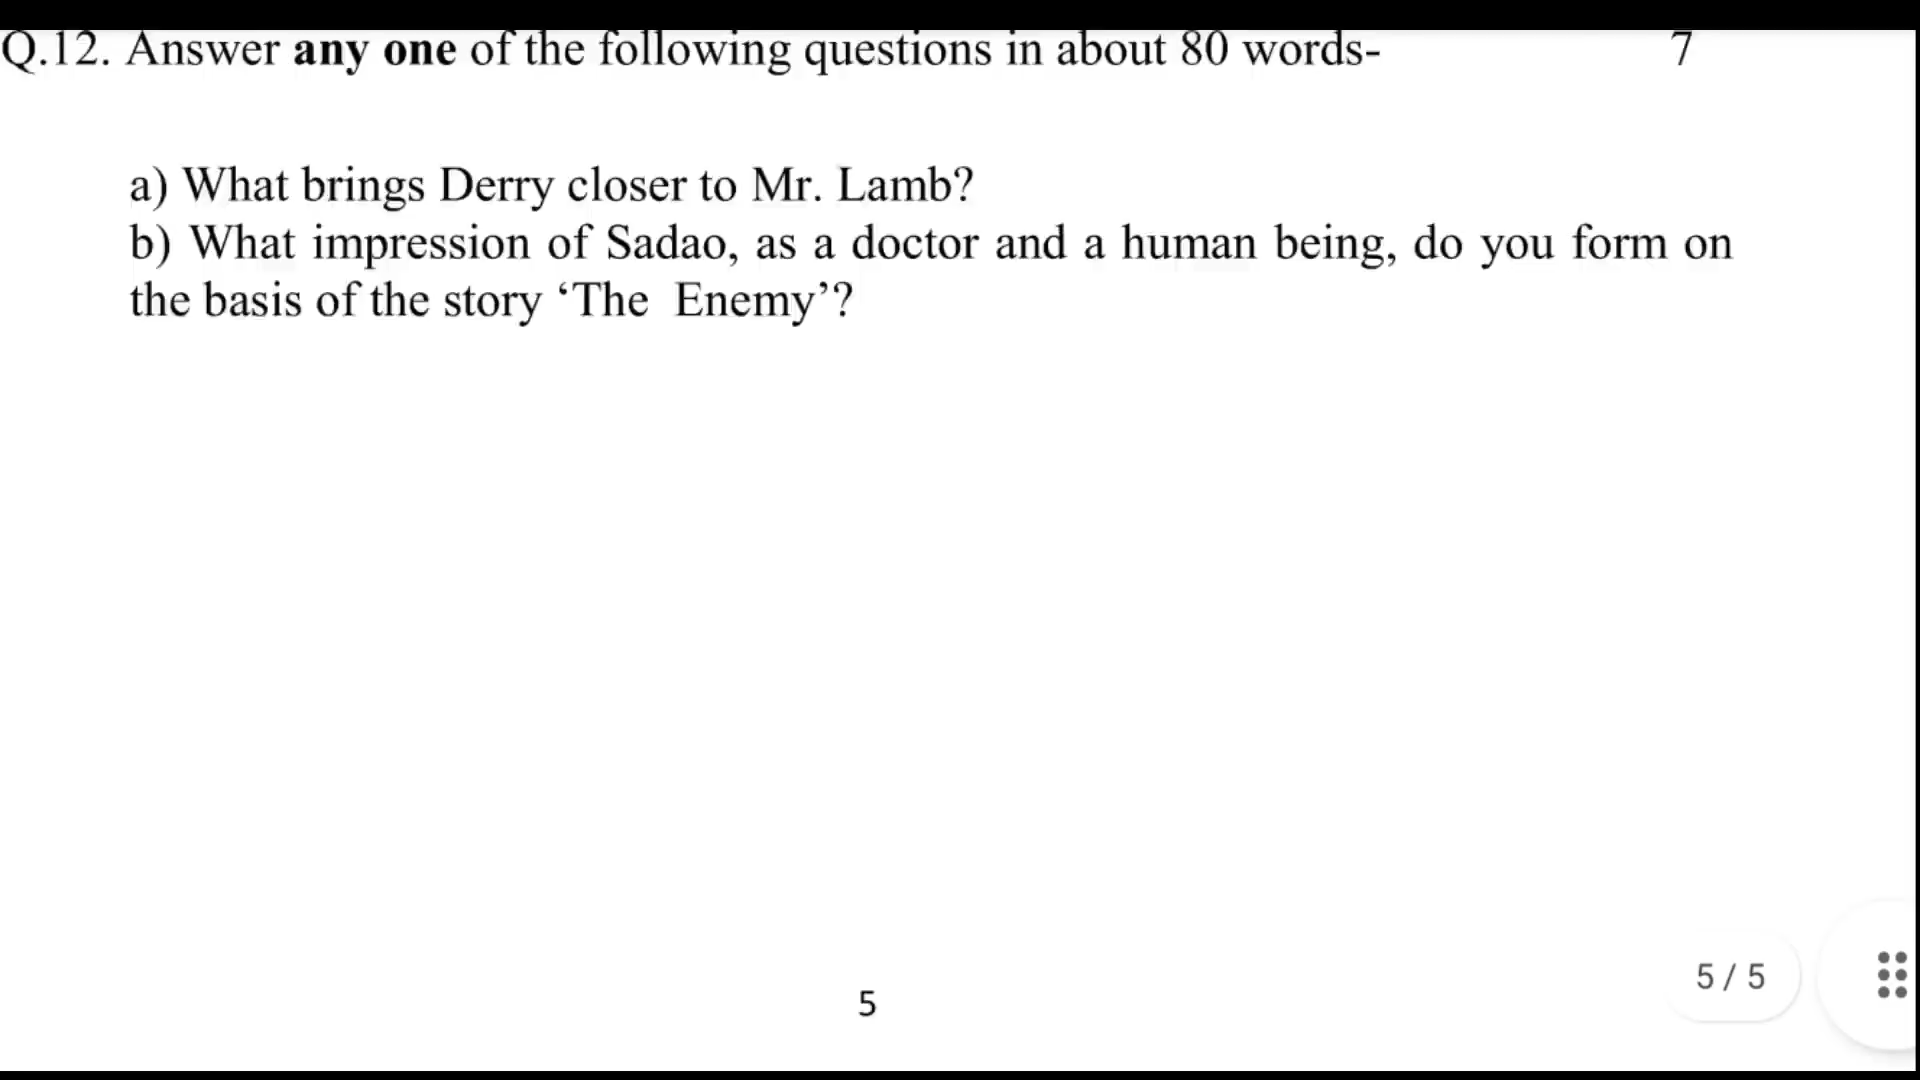 Q.12. Answer any one of the following questions in about 80 words- 7
a) What brings Derry closer to Mr. Lamb?
b) What impression of Sadao, as a doctor and a human being, do you form on
the basis of the story ‘The Enemy’?
5 / 5
5